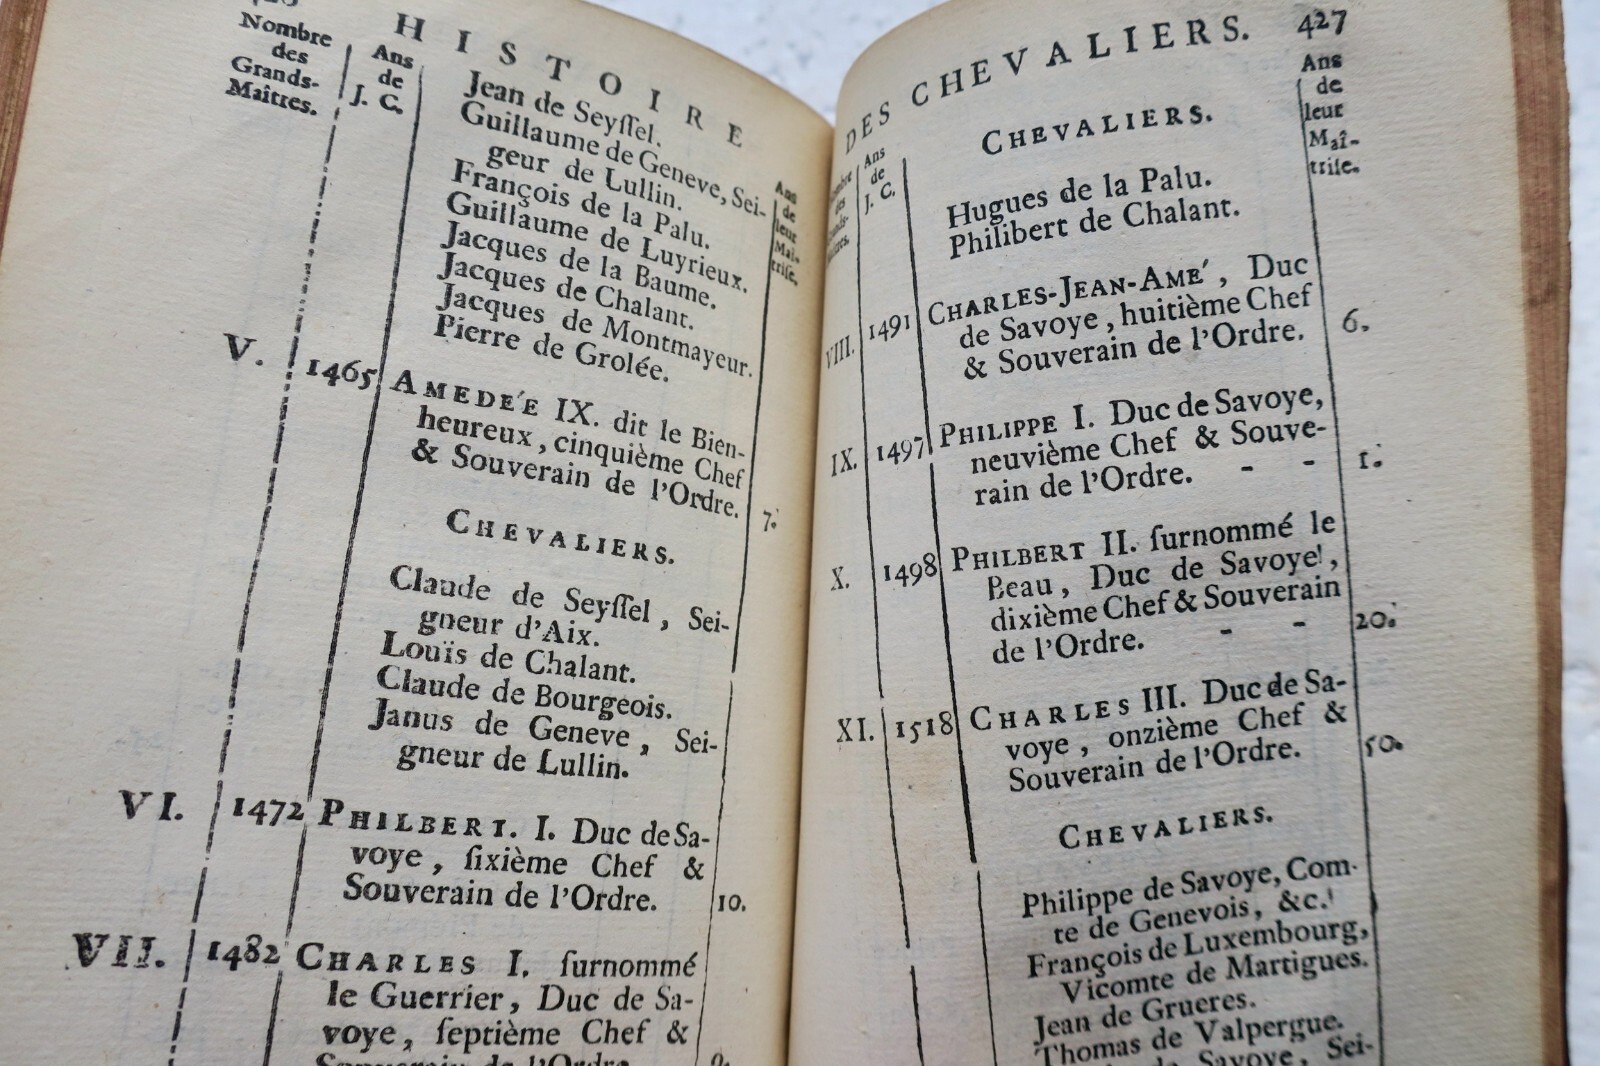 HISTOIRE
Nombre
des
Grands-
Maîtres.
Ans
de
J. C.
Ans
de
leur
Maî-
trise.
Jean de Seyſſel.
Guillaume de Geneve, Sei-
geur de Lullin.
François de la Palu.
Guillaume de Luyrieux.
Jacques de la Baume.
Jacques de Chalant.
Jacques de Montmayeur.
Pierre de Grolée.
V. 1465 AMEDE'E IX. dit le Bien-
heureux, cinquième Chef
& Souverain de l'Ordre. 7.
CHEVALIERS.
Claude de Seyſſel, Sei-
gneur d'Aix.
Louïs de Chalant.
Claude de Bourgeois.
Janus de Geneve, Sei-
gneur de Lullin.
VI. 1472 PHILBERT. I. Duc de Sa-
voye, ſixième Chef &
Souverain de l'Ordre. 10.
VII. 1482 CHARLES I. ſurnommé
le Guerrier, Duc de Sa-
voye, ſeptième Chef &
Souverain de l'Ordre.
DES CHEVALIERS. 427
des
Ans
de
J. C.
Ans
de
leur
Maî-
triſe.
CHEVALIERS.
Hugues de la Palu.
Philibert de Chalant.
VIII. 1491 CHARLES-JEAN-AME', Duc
de Savoye, huitième Chef
& Souverain de l'Ordre. 6.
IX. 1497 PHILIPPE I. Duc de Savoye,
neuvième Chef & Souve-
rain de l'Ordre. - - 1.
X. 1498 PHILBERT II. ſurnommé le
Beau, Duc de Savoye,
dixième Chef & Souverain
de l'Ordre. - - 20.
XI. 1518 CHARLES III. Duc de Sa-
voye, onzième Chef &
Souverain de l'Ordre. 50.
CHEVALIERS.
Philippe de Savoye, Com-
te de Genevois, &c.
François de Luxembourg,
Vicomte de Martigues.
Jean de Grueres.
Thomas de Valpergue.
de Savoye, Sei-